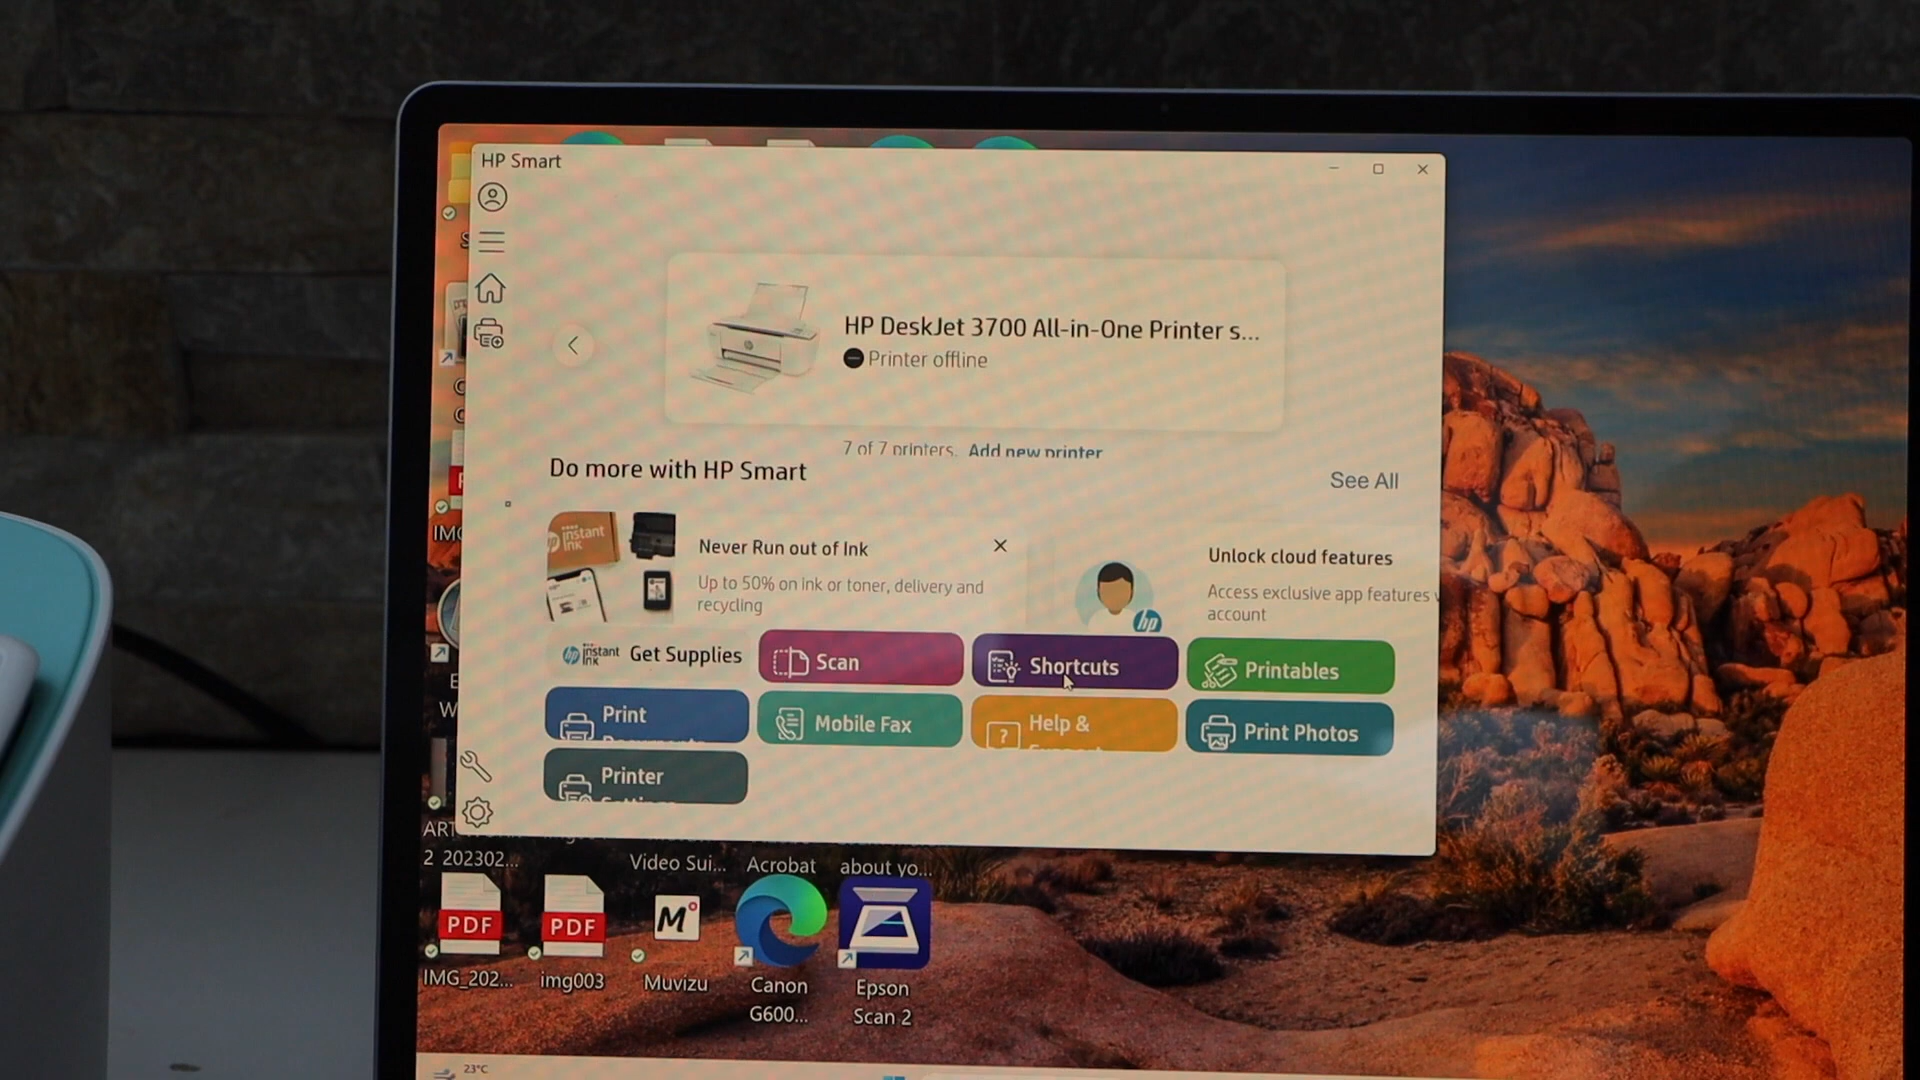 HP Smart
HP DeskJet 3700 All-in-One Printer s...
Printer offline
7 of 7 printers. Add new printer
Do more with HP Smart
See All
instant
ink
Never Run out of Ink
Up to 50% on ink or toner, delivery and
recycling
Unlock cloud features
Access exclusive app features
account
hp
hp instant ink
Get Supplies
Scan
Shortcuts
Printables
Print
Mobile Fax
Help &
Print Photos
Printer
Settings
IMG
ART
2 202302...
Video Sui...
Acrobat
about yo...
PDF
PDF
M
IMG_202...
img003
Muvizu
Canon
G600...
Epson
Scan 2
23°C